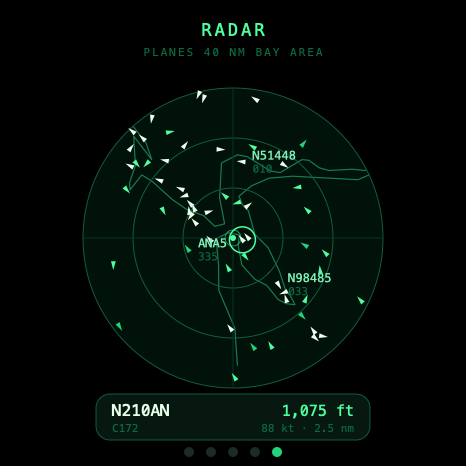 RADAR
PLANES 40 NM BAY AREA
N51448
010
ANA5
335
N98485
033
N210AN
1,075 ft
C172
88 kt · 2.5 nm